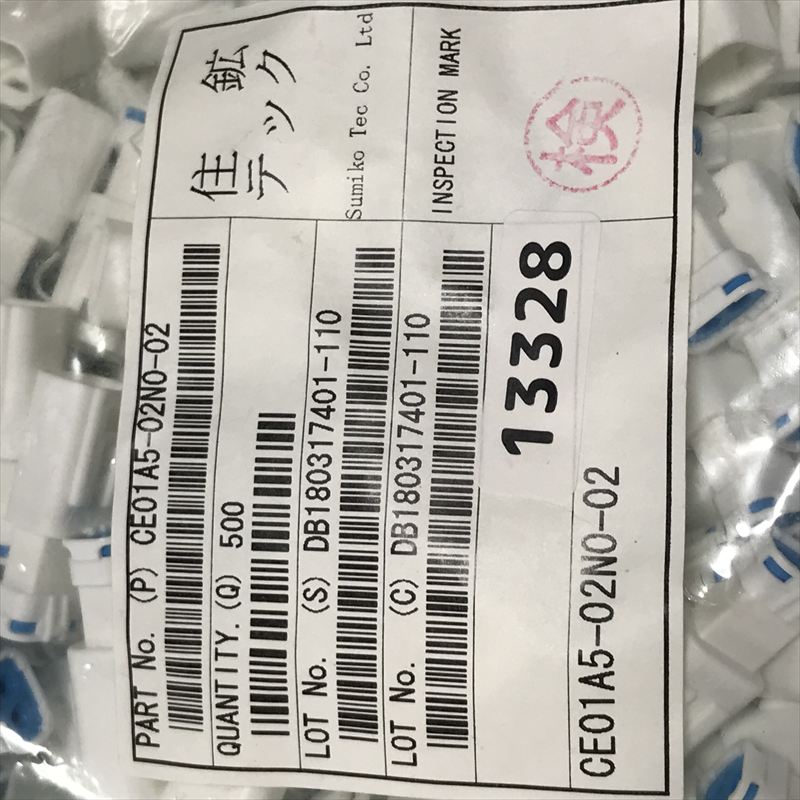 住鉱
テック
Sumiko Tec Co. Ltd
INSPECTION MARK
検
PART No. (P) CE01A5-02N0-02
QUANTITY.(Q) 500
LOT No. (S) DB180317401-110
LOT No. (C) DB180317401-110
13328
CE01A5-02N0-02